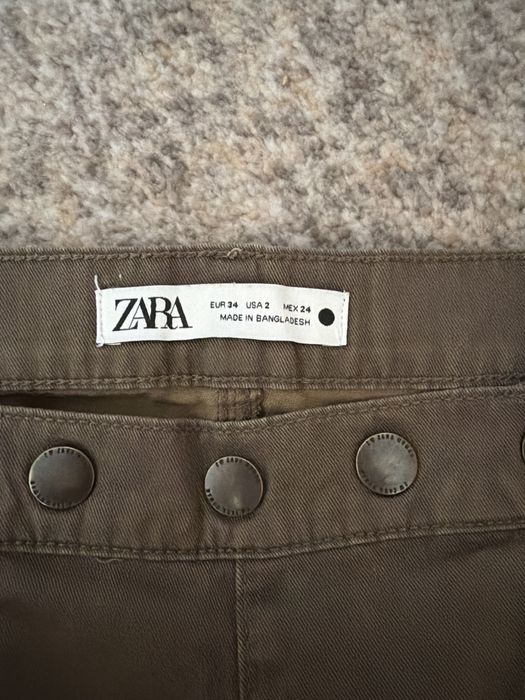 ZARA
EUR 34 USA 2 MEX 24
MADE IN BANGLADESH